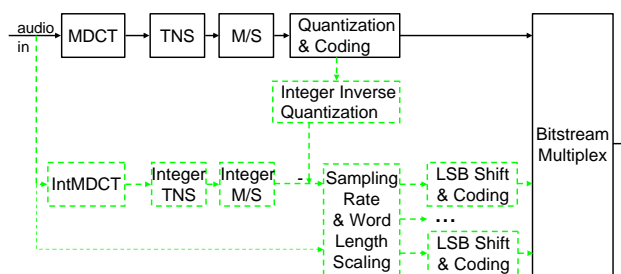 audio
in
MDCT
TNS
M/S
Quantization
& Coding
Integer Inverse
Quantization
Bitstream
Multiplex
IntMDCT
Integer
TNS
Integer
M/S
-
Sampling
Rate
& Word
Length
Scaling
LSB Shift
& Coding
...
LSB Shift
& Coding